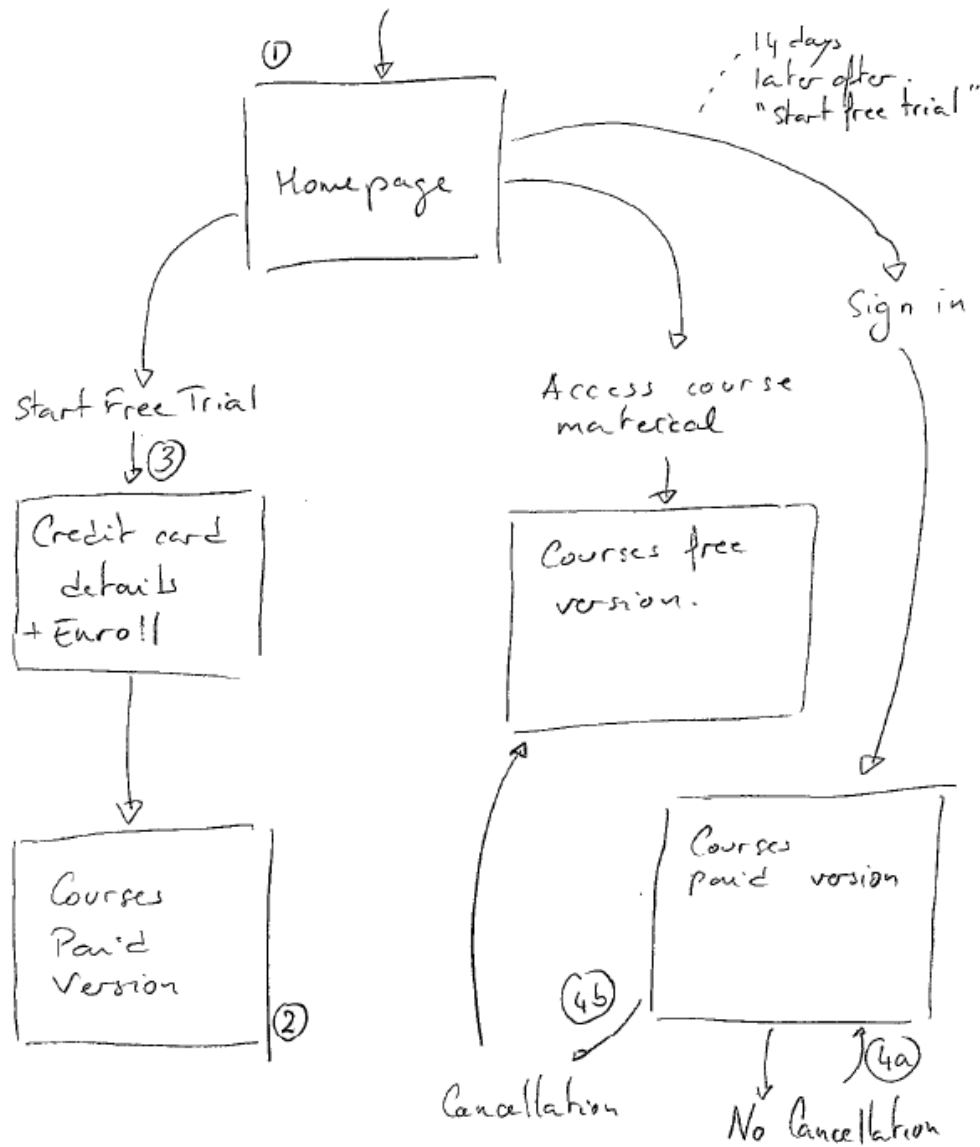 1
14 days
later after.
"start free trial"
Homepage
Sign in
Start Free Trial
Access course
material
3
Credit card
details
+ Enroll
Courses free
version.
Courses
Paid
Version
2
Courses
paid version
4b
4a
Cancellation
No Cancellation